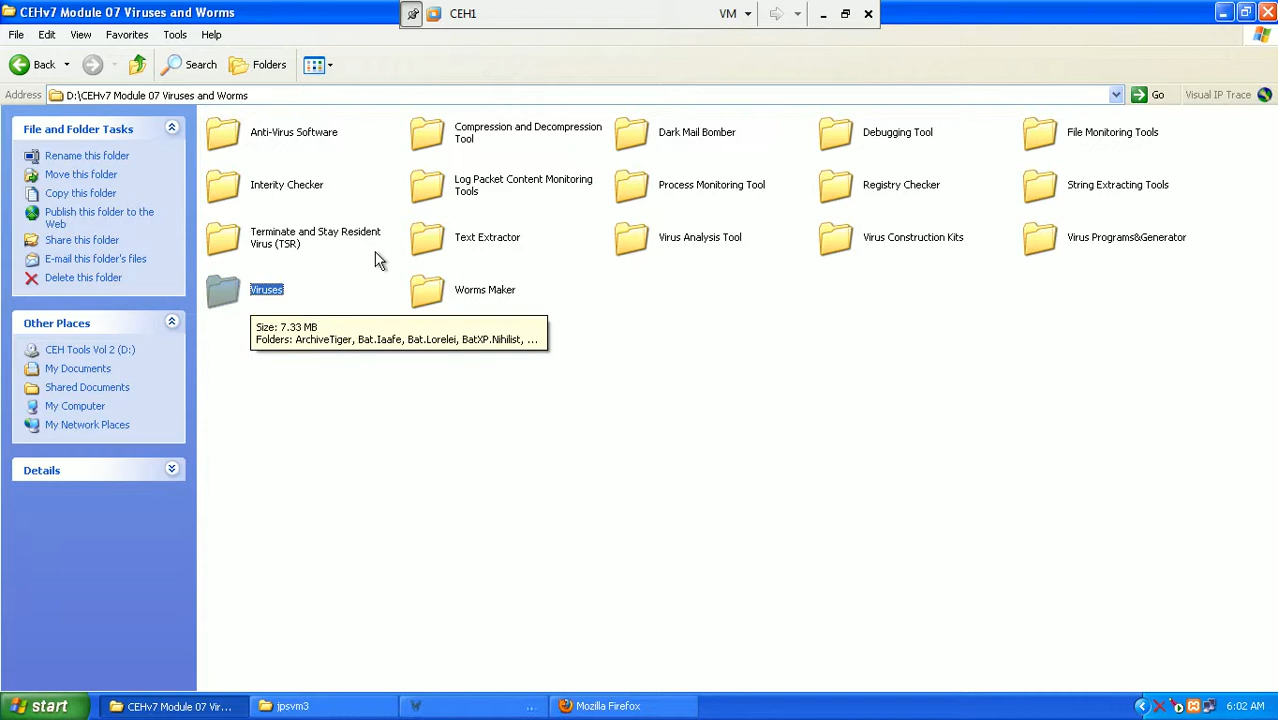 CEHv7 Module 07 Viruses and Worms
CEH1
VM
File Edit View Favorites Tools Help
Back Search Folders
Address D:\CEHv7 Module 07 Viruses and Worms Go Visual IP Trace
File and Folder Tasks
Rename this folder
Move this folder
Copy this folder
Publish this folder to the
Web
Share this folder
E-mail this folder's files
Delete this folder
Other Places
CEH Tools Vol 2 (D:)
My Documents
Shared Documents
My Computer
My Network Places
Details
Anti-Virus Software
Compression and Decompression
Tool
Dark Mail Bomber
Debugging Tool
File Monitoring Tools
Interity Checker
Log Packet Content Monitoring
Tools
Process Monitoring Tool
Registry Checker
String Extracting Tools
Terminate and Stay Resident
Virus (TSR)
Text Extractor
Virus Analysis Tool
Virus Construction Kits
Virus Programs&Generator
Viruses
Worms Maker
Size: 7.33 MB
Folders: ArchiveTiger, Bat.Iaafe, Bat.Lorelei, BatXP.Nihilist, ...
start
CEHv7 Module 07 Vir...
jpsvm3
...
Mozilla Firefox
6:02 AM